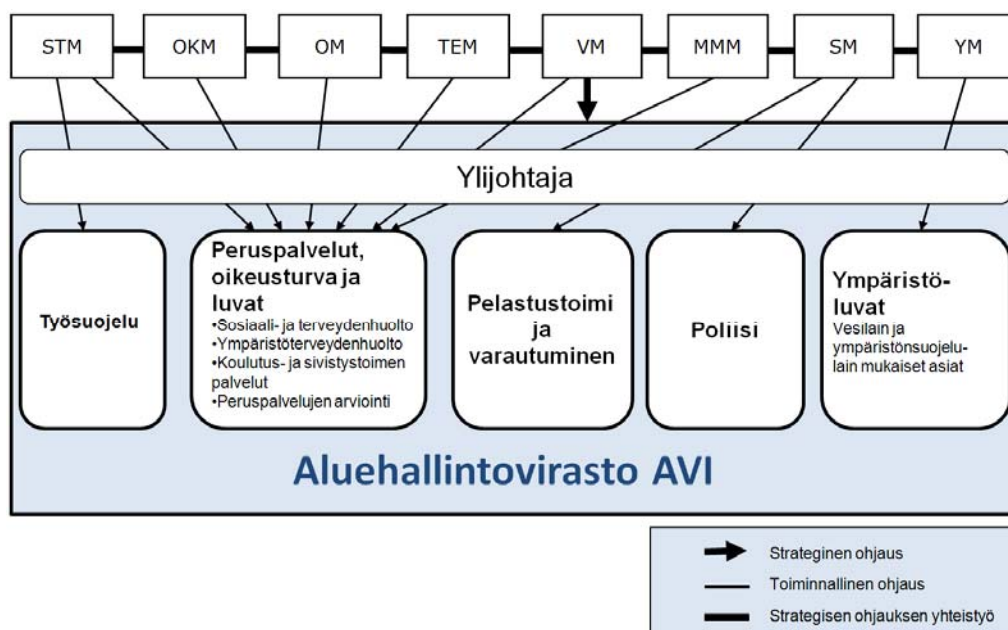 STM OKM OM TEM VM MMM SM YM
Ylijohtaja
Työsuojelu
Peruspalvelut,
oikeusturva ja
luvat
•Sosiaali- ja terveydenhuolto
•Ympäristöterveydenhuolto
•Koulutus- ja sivistystoimen
palvelut
•Peruspalvelujen arviointi
Pelastustoimi
ja
varautuminen
Poliisi
Ympäristö-
luvat
Vesilain ja
ympäristönsuojelu-
lain mukaiset asiat
Aluehallintovirasto AVI
Strateginen ohjaus
Toiminnallinen ohjaus
Strategisen ohjauksen yhteistyö